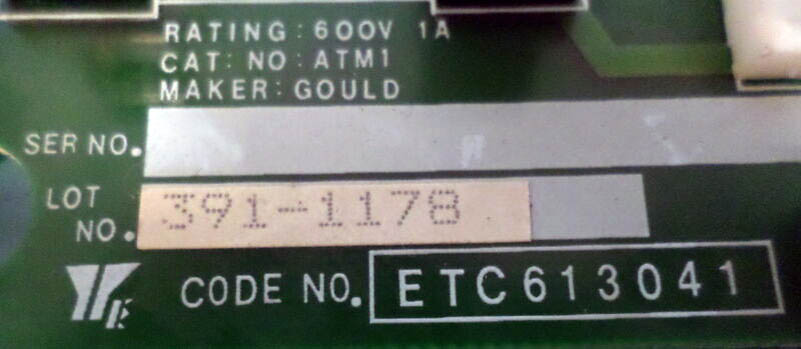 RATING: 600V 1A
CAT: NO: ATM1
MAKER: GOULD
SER NO.
LOT NO. 391-1178
CODE NO. ETC613041